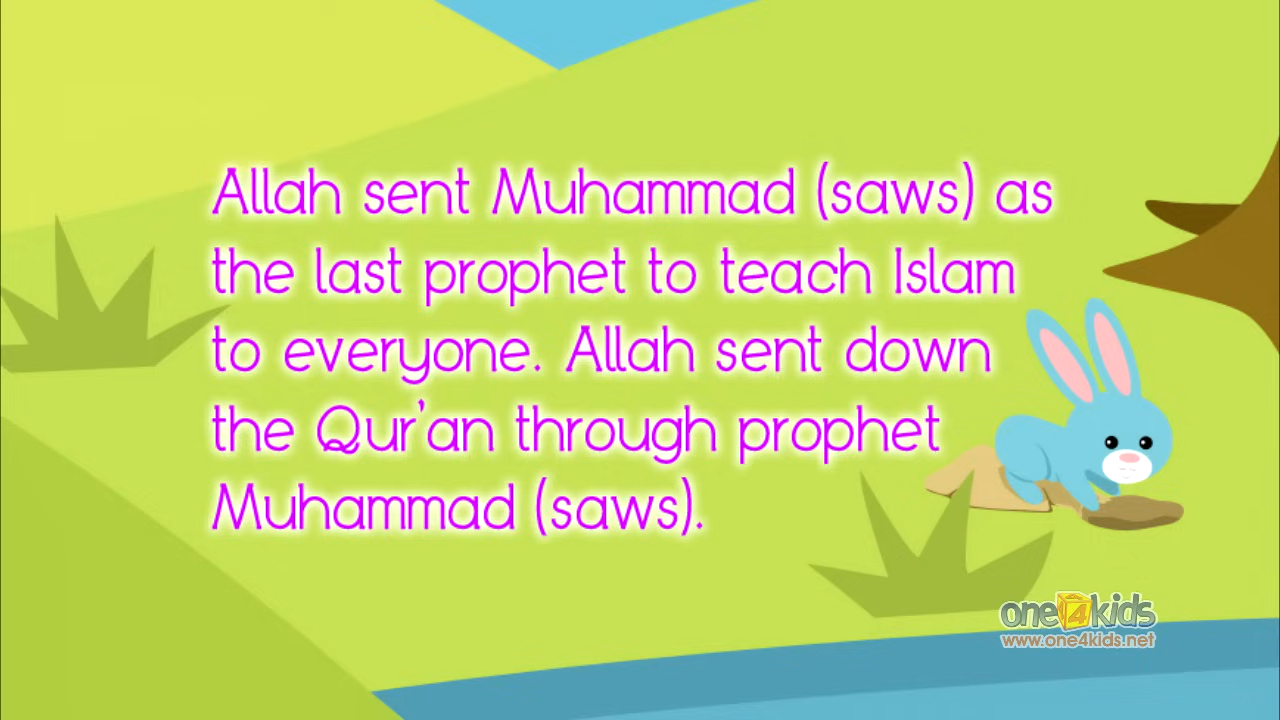 Allah sent Muhammad (saws) as
the last prophet to teach Islam
to everyone. Allah sent down
the Qur'an through prophet
Muhammad (saws).
one4kids
www.one4kids.net